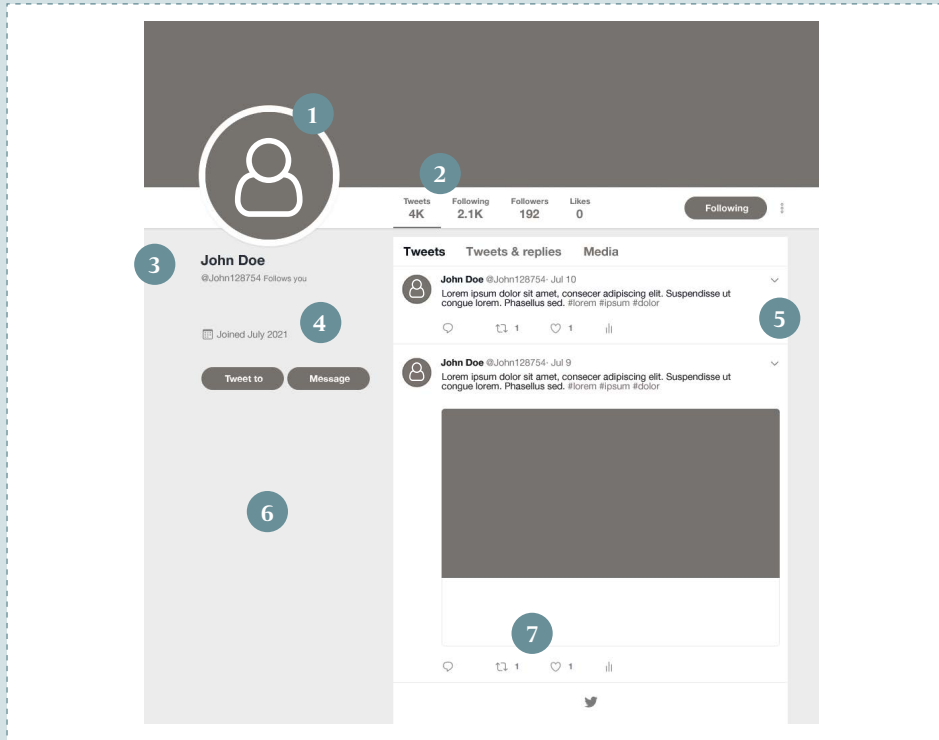 1
2
Tweets Following Followers Likes
4K 2.1K 192 0
Following
3
John Doe
@John128754 Follows you
4
Joined July 2021
Tweet to Message
6
Tweets Tweets & replies Media
John Doe @John128754· Jul 10
Lorem ipsum dolor sit amet, consecer adipiscing elit. Suspendisse ut
congue lorem. Phasellus sed. #lorem #ipsum #dolor
5
1 1
John Doe @John128754· Jul 9
Lorem ipsum dolor sit amet, consecer adipiscing elit. Suspendisse ut
congue lorem. Phasellus sed. #lorem #ipsum #dolor
7
1 1